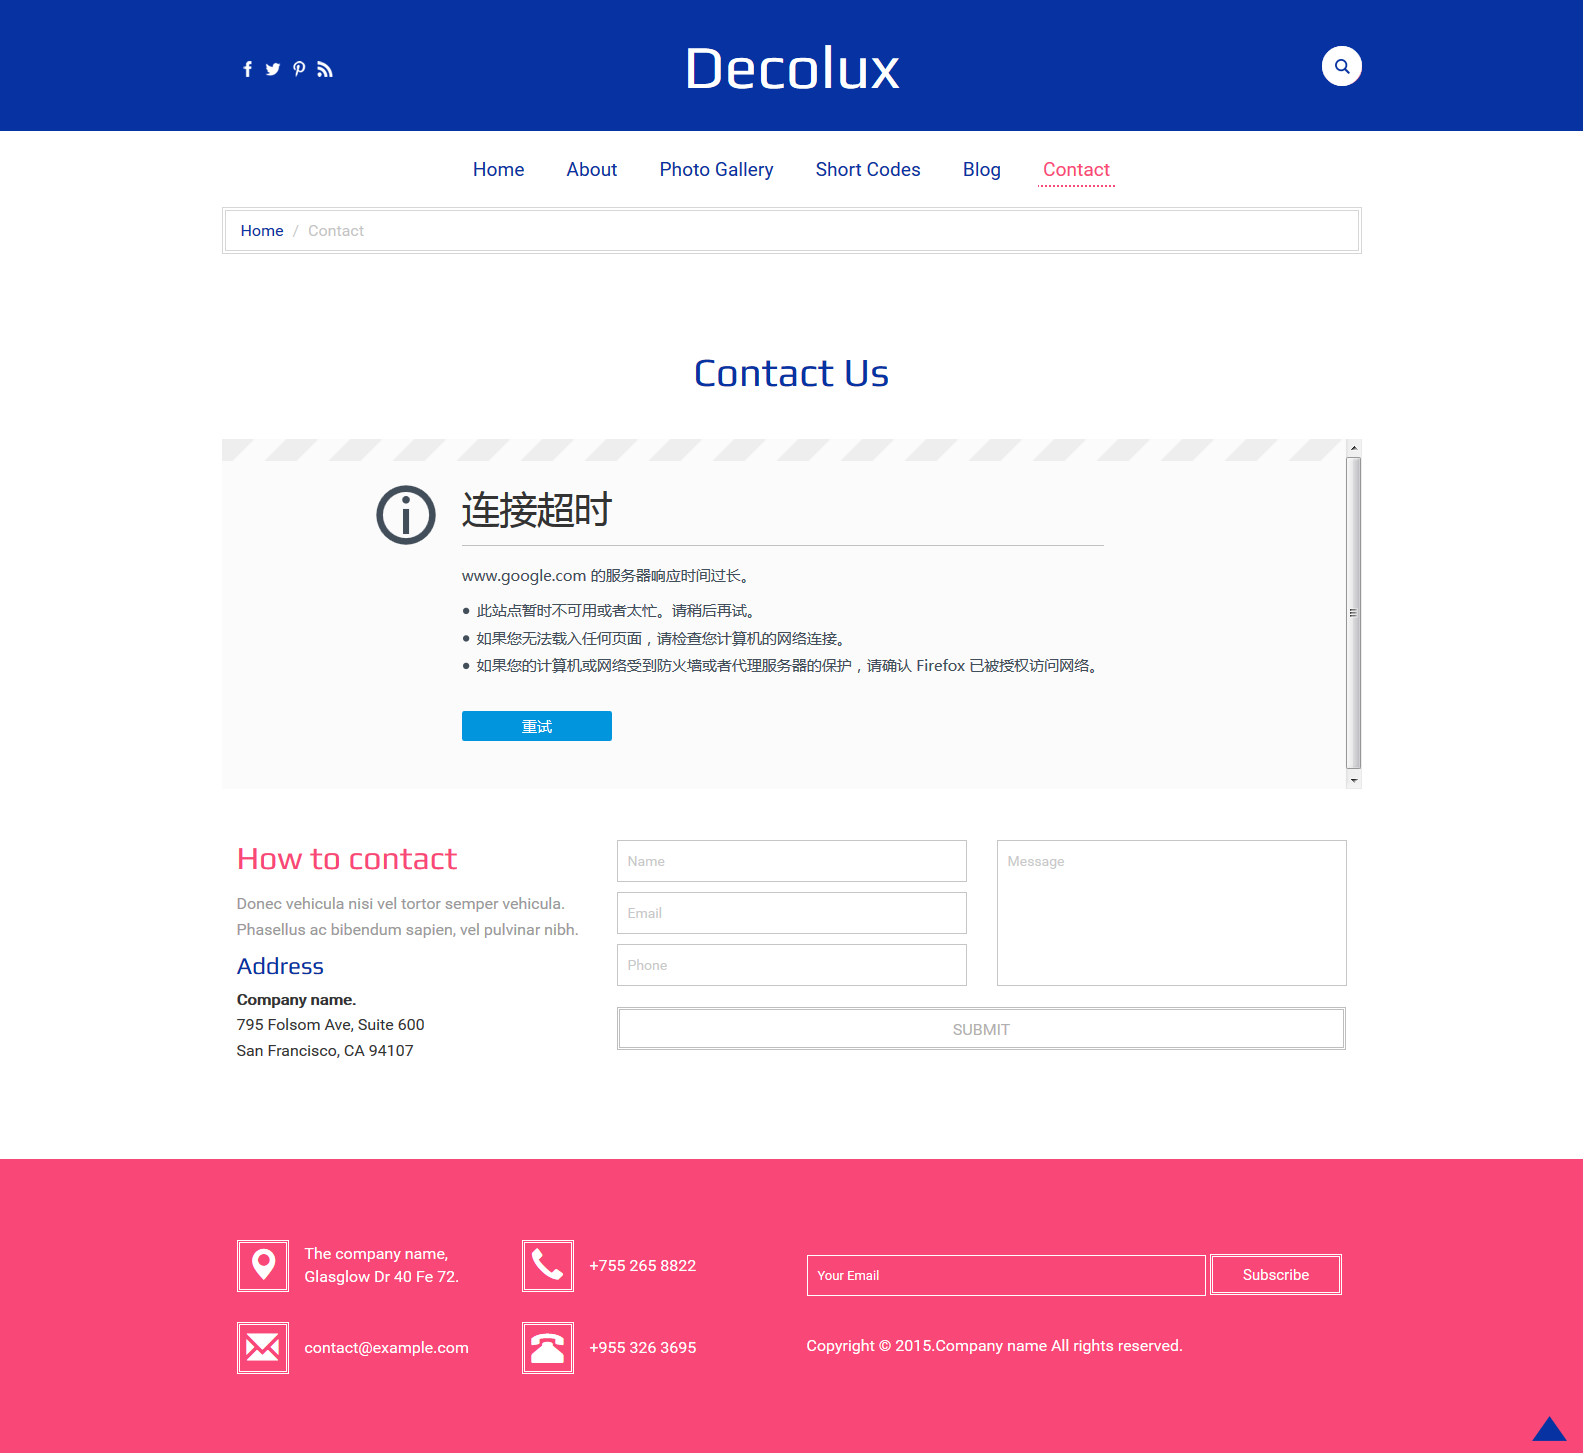 Decolux
Home About Photo Gallery Short Codes Blog Contact
Home / Contact
Contact Us
连接超时
www.google.com 的服务器响应时间过长。
• 此站点暂时不可用或者太忙。请稍后再试。
• 如果您无法载入任何页面，请检查您计算机的网络连接。
• 如果您的计算机或网络受到防火墙或者代理服务器的保护，请确认 Firefox 已被授权访问网络。
重试
How to contact
Donec vehicula nisi vel tortor semper vehicula.
Phasellus ac bibendum sapien, vel pulvinar nibh.
Address
Company name.
795 Folsom Ave, Suite 600
San Francisco, CA 94107
Name
Email
Phone
Message
SUBMIT
The company name,
Glasglow Dr 40 Fe 72.
+755 265 8822
contact@example.com
+955 326 3695
Your Email
Subscribe
Copyright © 2015.Company name All rights reserved.